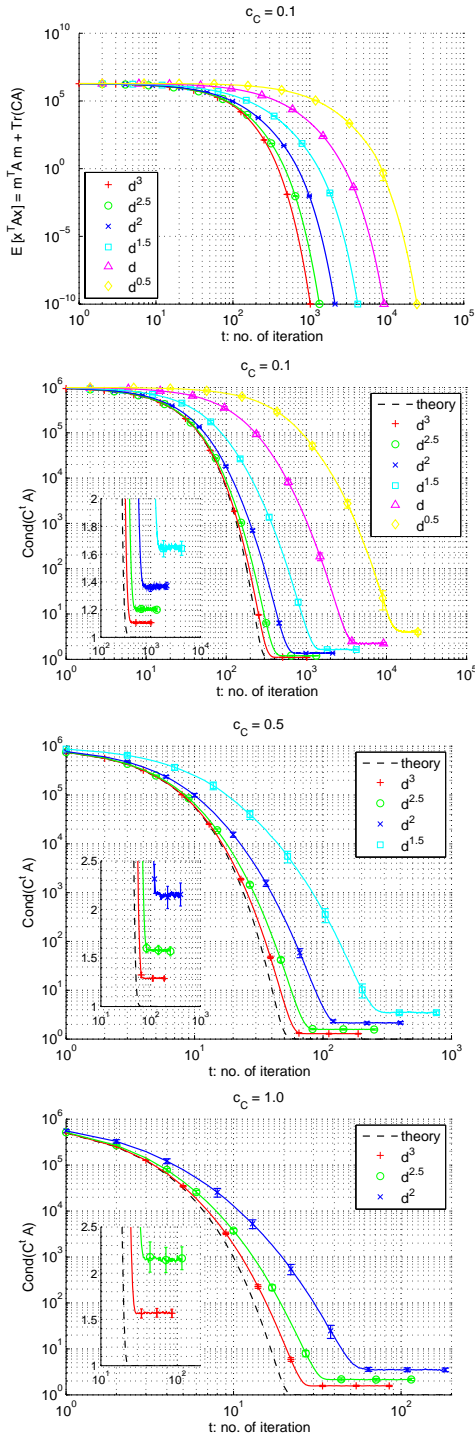 c_C = 0.1
E [x^T Ax] = m^T A m + Tr(CA)
10^10
10^5
10^0
10^−5
10^−10
d^3
d^2.5
d^2
d^1.5
d
d^0.5
10^0 10^1 10^2 10^3 10^4 10^5
t: no. of iteration
c_C = 0.1
Cond(C^t A)
10^6
10^5
10^4
10^3
10^2
10^1
10^0
theory
d^3
d^2.5
d^2
d^1.5
d
d^0.5
2
1.8
1.6
1.4
1.2
1
10^2 10^3 10^4
10^0 10^1 10^2 10^3 10^4 10^5
t: no. of iteration
c_C = 0.5
Cond(C^t A)
10^6
10^5
10^4
10^3
10^2
10^1
10^0
theory
d^3
d^2.5
d^2
d^1.5
2.5
2
1.5
1
10^1 10^2 10^3
10^0 10^1 10^2 10^3
t: no. of iteration
c_C = 1.0
Cond(C^t A)
10^6
10^5
10^4
10^3
10^2
10^1
10^0
theory
d^3
d^2.5
d^2
2.5
2
1.5
1
10^1 10^2
10^0 10^1 10^2
t: no. of iteration